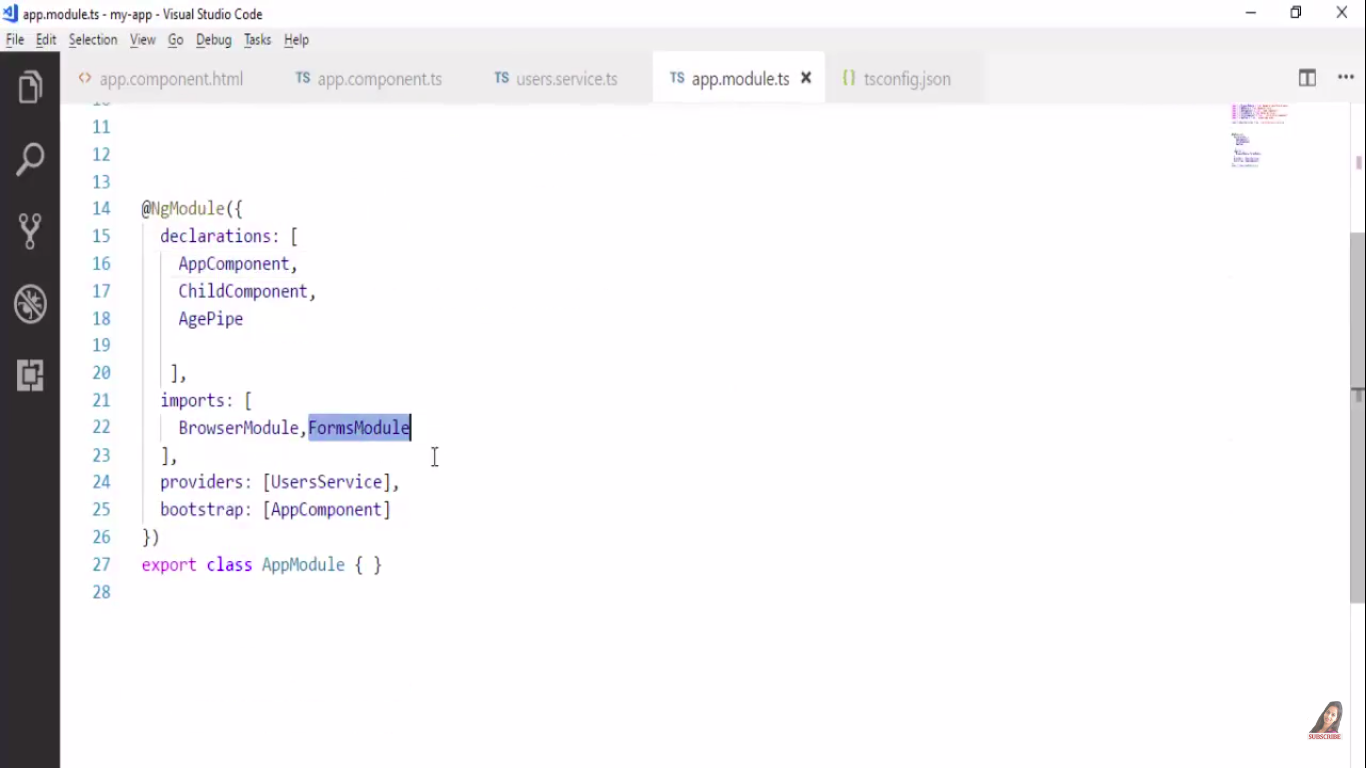 app.module.ts - my-app - Visual Studio Code
File Edit Selection View Go Debug Tasks Help
<> app.component.html TS app.component.ts TS users.service.ts TS app.module.ts × {} tsconfig.json
10
11
12
13
14 @NgModule({
15 declarations: [
16 AppComponent,
17 ChildComponent,
18 AgePipe
19
20 ],
21 imports: [
22 BrowserModule,FormsModule
23 ],
24 providers: [UsersService],
25 bootstrap: [AppComponent]
26 })
27 export class AppModule { }
28
SUBSCRIBE